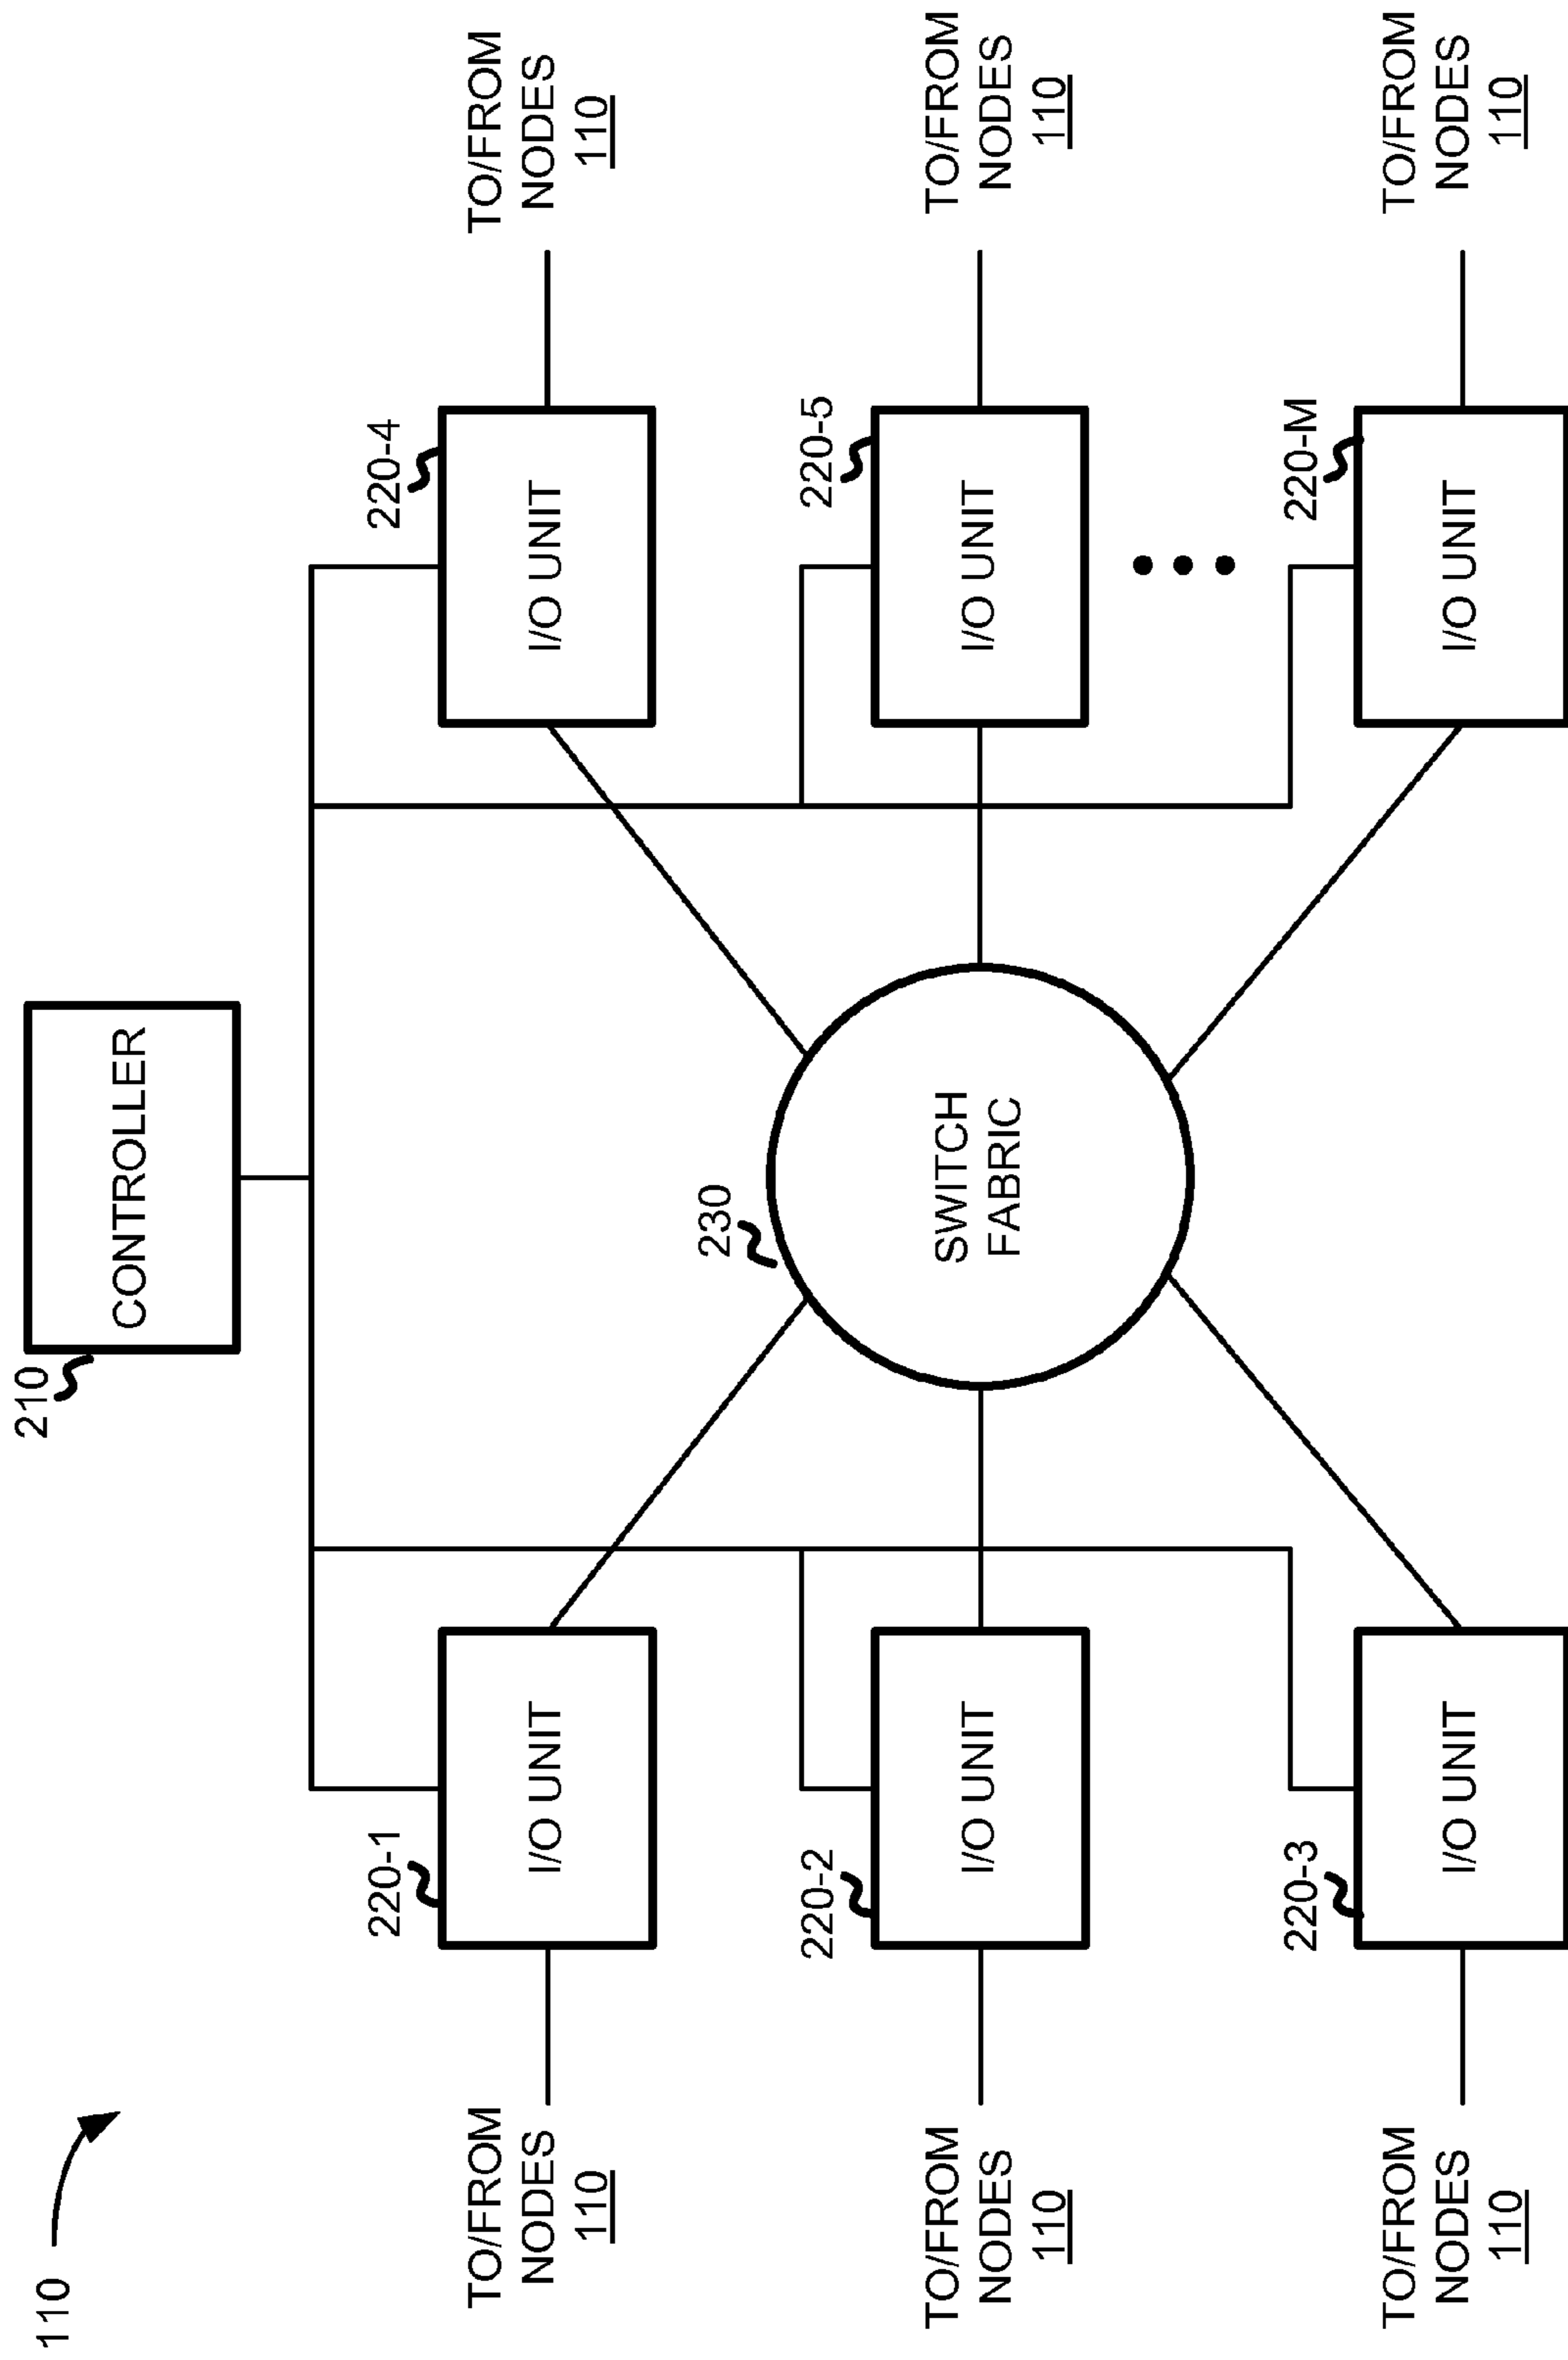 110
210
CONTROLLER
220-1
I/O UNIT
TO/FROM
NODES
110
220-4
I/O UNIT
TO/FROM
NODES
110
230
SWITCH
FABRIC
220-2
I/O UNIT
TO/FROM
NODES
110
220-5
I/O UNIT
TO/FROM
NODES
110
220-3
I/O UNIT
TO/FROM
NODES
110
220-M
I/O UNIT
TO/FROM
NODES
110